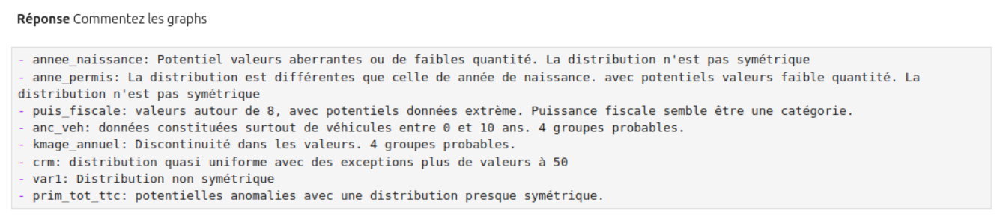 Réponse Commentez les graphs
- annee_naissance: Potentiel valeurs aberrantes ou de faibles quantité. La distribution n'est pas symétrique
- anne_permis: La distribution est différentes que celle de année de naissance. avec potentiels valeurs faible quantité. La
distribution n'est pas symétrique
- puis_fiscale: valeurs autour de 8, avec potentiels données extrème. Puissance fiscale semble être une catégorie.
- anc_veh: données constituées surtout de véhicules entre 0 et 10 ans. 4 groupes probables.
- kmage_annuel: Discontinuité dans les valeurs. 4 groupes probables.
- crm: distribution quasi uniforme avec des exceptions plus de valeurs à 50
- var1: Distribution non symétrique
- prim_tot_ttc: potentielles anomalies avec une distribution presque symétrique.